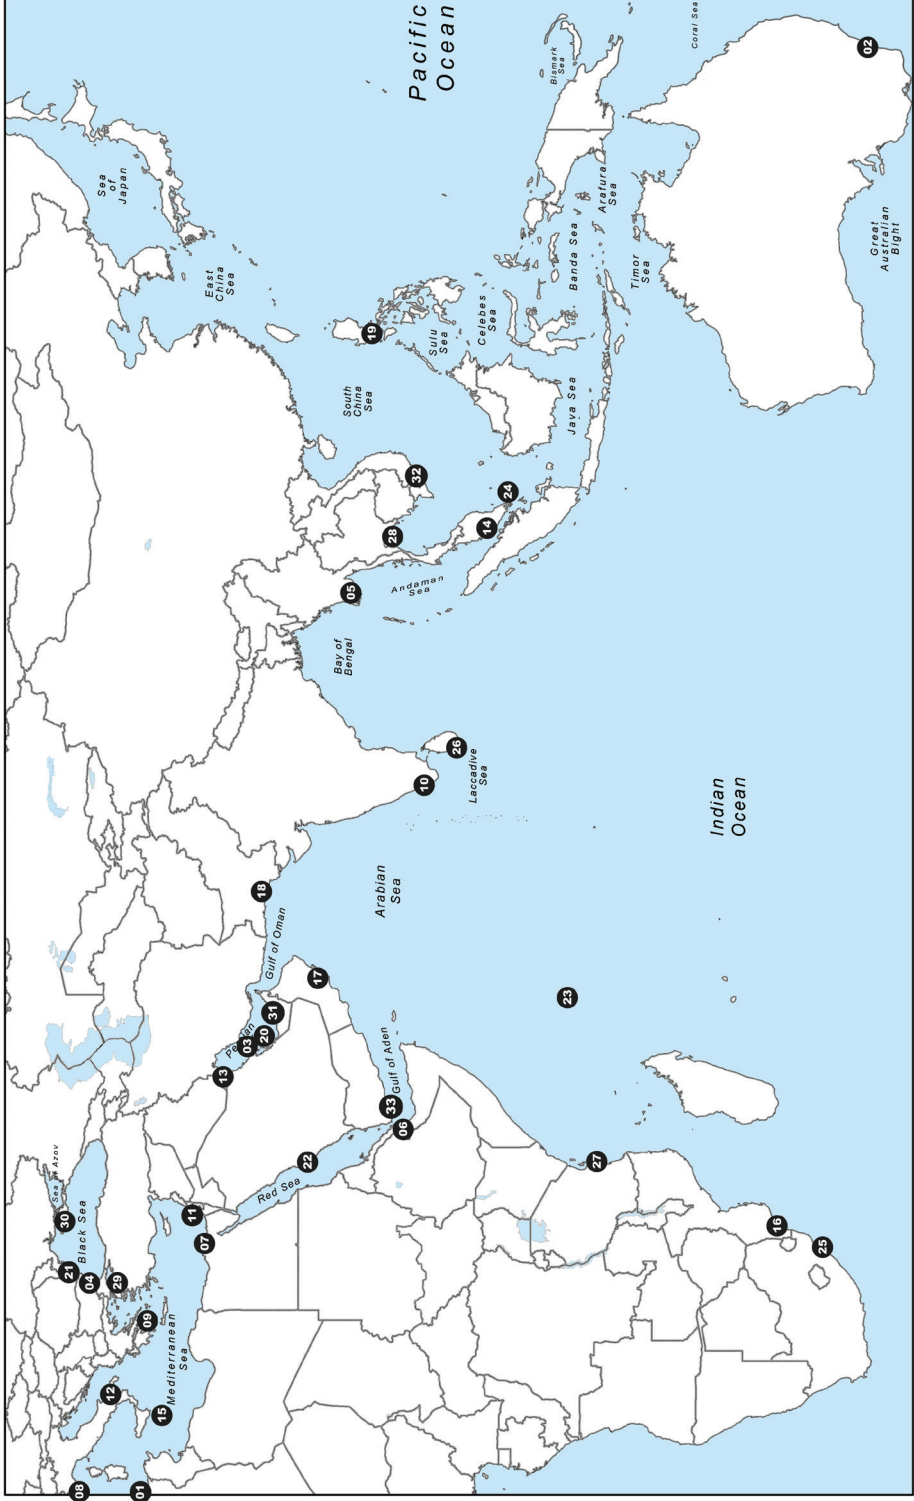 Sea of Azov
30
21
08
Black Sea
04
Sea
of
Japan
12
29
01
09
15
Mediterranean
Sea
11
07
East
China
Sea
13
03
18
20
31
Gulf of Oman
Red Sea
22
17
Bay of
Bengal
05
South
China
Sea
19
Arabian
Sea
33
Gulf of Aden
06
28
Andaman
Sea
32
10
Pacific
Ocean
Sulu
Sea
26
Laccadive
Sea
Celebes
Sea
14
24
Bismark
Sea
23
Java Sea
Banda Sea
27
Arafura
Sea
Timor
Sea
Coral Sea
Indian
Ocean
16
25
02
Great
Australian
Bight